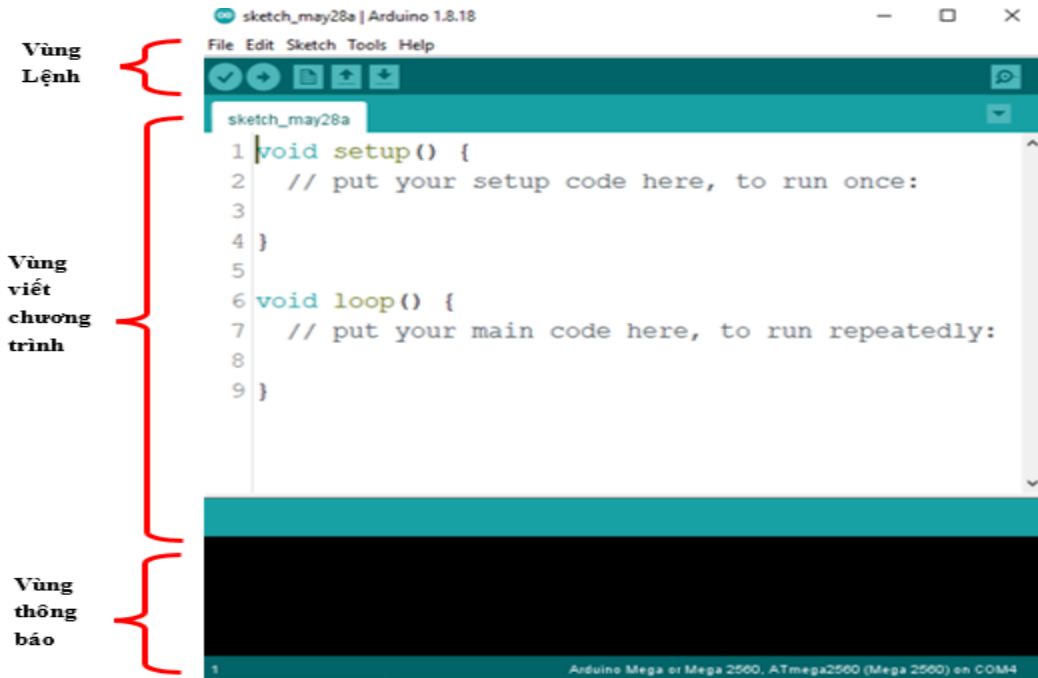 sketch_may28a | Arduino 1.8.18
File Edit Sketch Tools Help
Vùng
Lệnh
sketch_may28a
1 void setup() {
2 // put your setup code here, to run once:
3
4 }
5
6 void loop() {
7 // put your main code here, to run repeatedly:
8
9 }
Vùng
viết
chương
trình
Vùng
thông
báo
1 Arduino Mega or Mega 2560, ATmega2560 (Mega 2560) on COM4